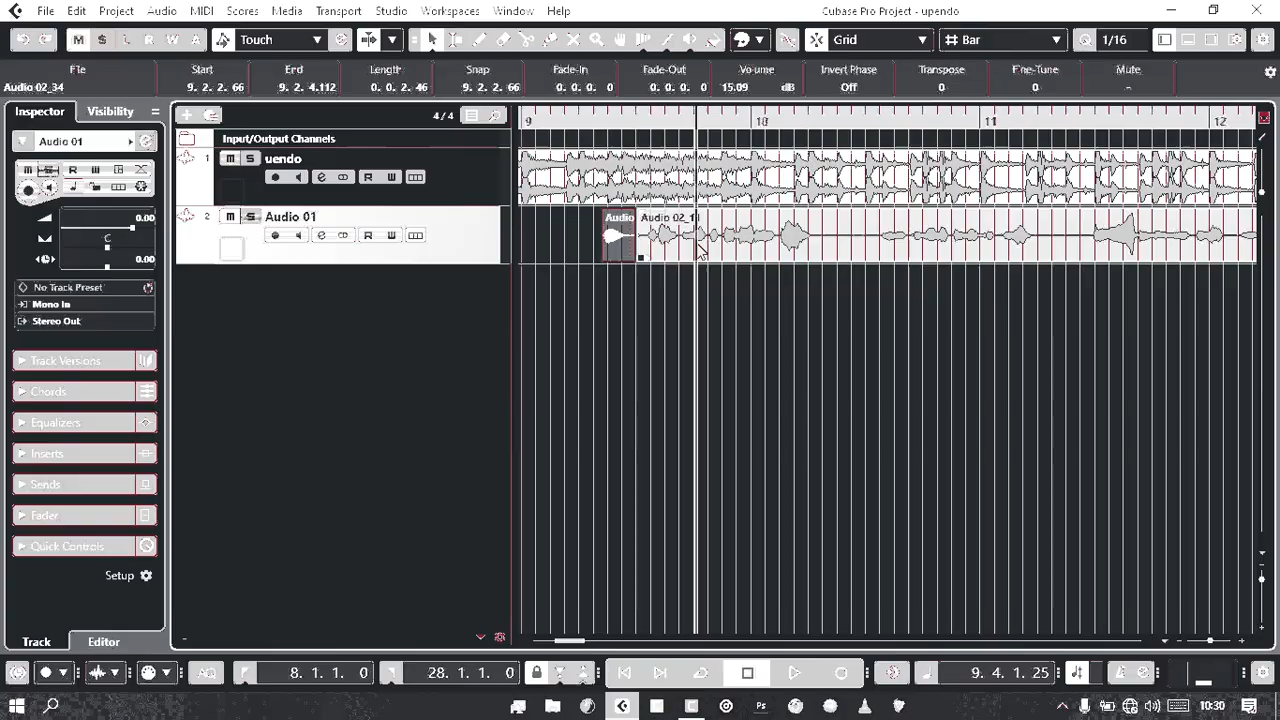 File Edit Project Audio MIDI Scores Media Transport Studio Workspaces Window Help Cubase Pro Project - upendo
M S L R W A Touch Grid Bar 1/16
File Start End Length Snap Fade-In Fade-Out Volume Invert Phase Transpose Fine-Tune Mute
Audio 02_34 9. 2. 2. 66 9. 2. 4.112 0. 0. 2. 46 9. 2. 2. 66 0. 0. 0. 0 0. 0. 0. 0 15.09 dB Off 0 0 -
Inspector Visibility
4/4
9 10 11 12
Audio 01
Input/Output Channels
1 m S uendo
R W
m S R W
2 m S Audio 01
Audio Audio 02_11
R W
0.00
C
0.00
No Track Preset
Mono In
Stereo Out
Track Versions
Chords
Equalizers
Inserts
Sends
Fader
Quick Controls
Setup
Track Editor
AQ 8. 1. 1. 0 28. 1. 1. 0 9. 4. 1. 25
Ps 10:30